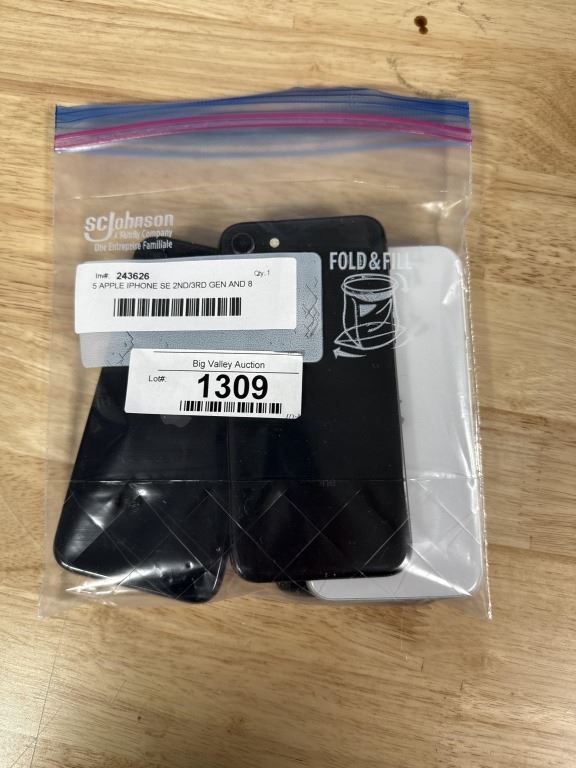 SCJohnson
A Family Company
Une Entreprise Familiale
FOLD & FILL
Inv#: 243626 Qty. 1
5 APPLE IPHONE SE 2ND/3RD GEN AND 8
Big Valley Auction
Lot#: 1309